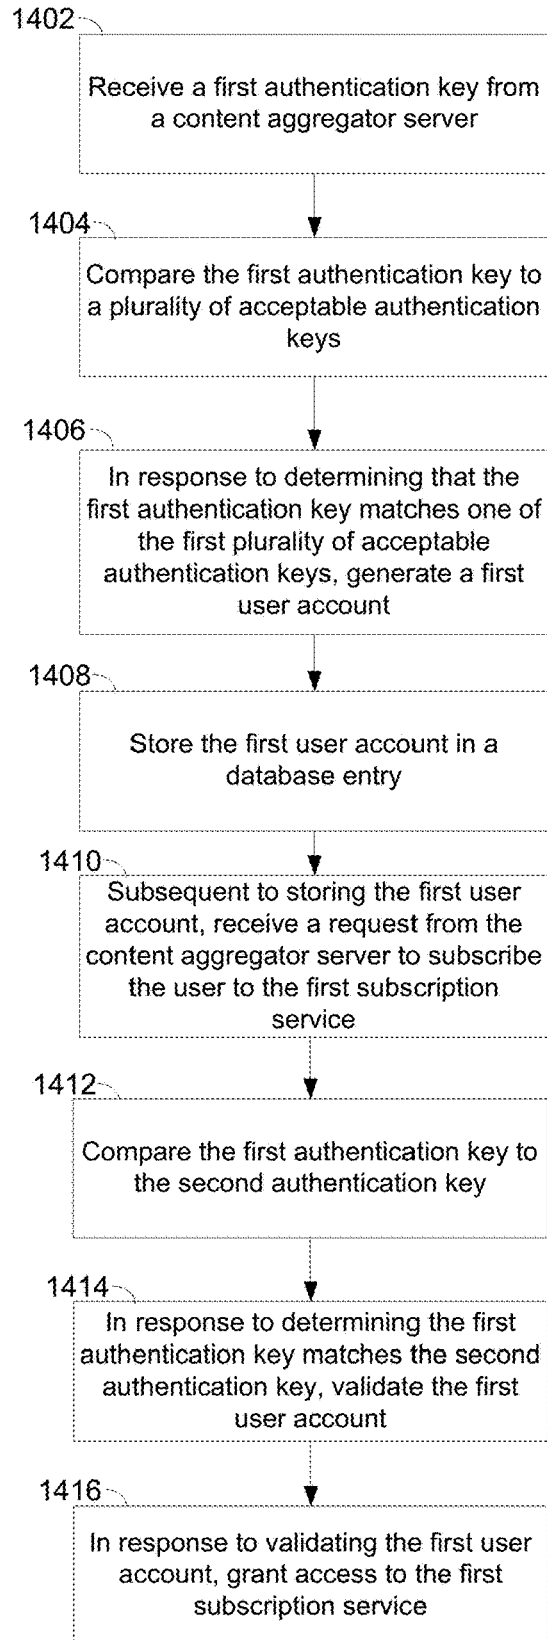 1402
Receive a first authentication key from
a content aggregator server
1404
Compare the first authentication key to
a plurality of acceptable authentication
keys
1406
In response to determining that the
first authentication key matches one of
the first plurality of acceptable
authentication keys, generate a first
user account
1408
Store the first user account in a
database entry
1410
Subsequent to storing the first user
account, receive a request from the
content aggregator server to subscribe
the user to the first subscription
service
1412
Compare the first authentication key to
the second authentication key
1414
In response to determining the first
authentication key matches the second
authentication key, validate the first
user account
1416
In response to validating the first user
account, grant access to the first
subscription service